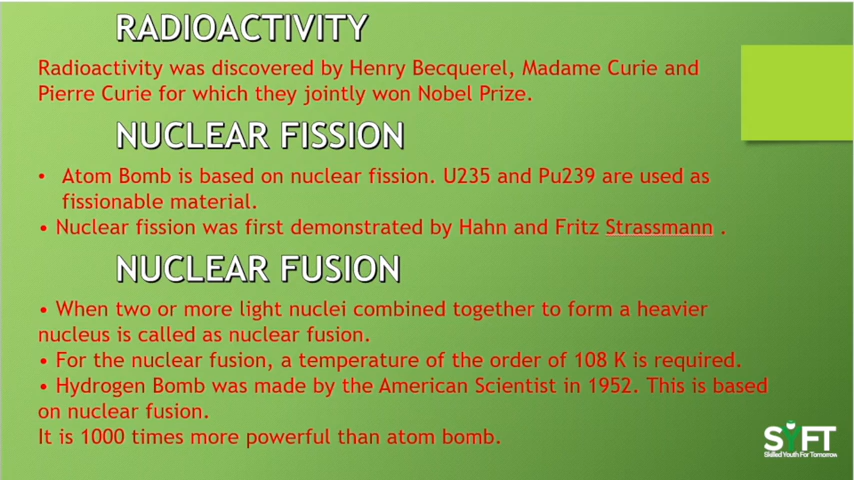 RADIOACTIVITY
Radioactivity was discovered by Henry Becquerel, Madame Curie and
Pierre Curie for which they jointly won Nobel Prize.
NUCLEAR FISSION
• Atom Bomb is based on nuclear fission. U235 and Pu239 are used as
fissionable material.
• Nuclear fission was first demonstrated by Hahn and Fritz Strassmann .
NUCLEAR FUSION
• When two or more light nuclei combined together to form a heavier
nucleus is called as nuclear fusion.
• For the nuclear fusion, a temperature of the order of 108 K is required.
• Hydrogen Bomb was made by the American Scientist in 1952. This is based
on nuclear fusion.
It is 1000 times more powerful than atom bomb.
SYFT
Skilled Youth For Tomorrow